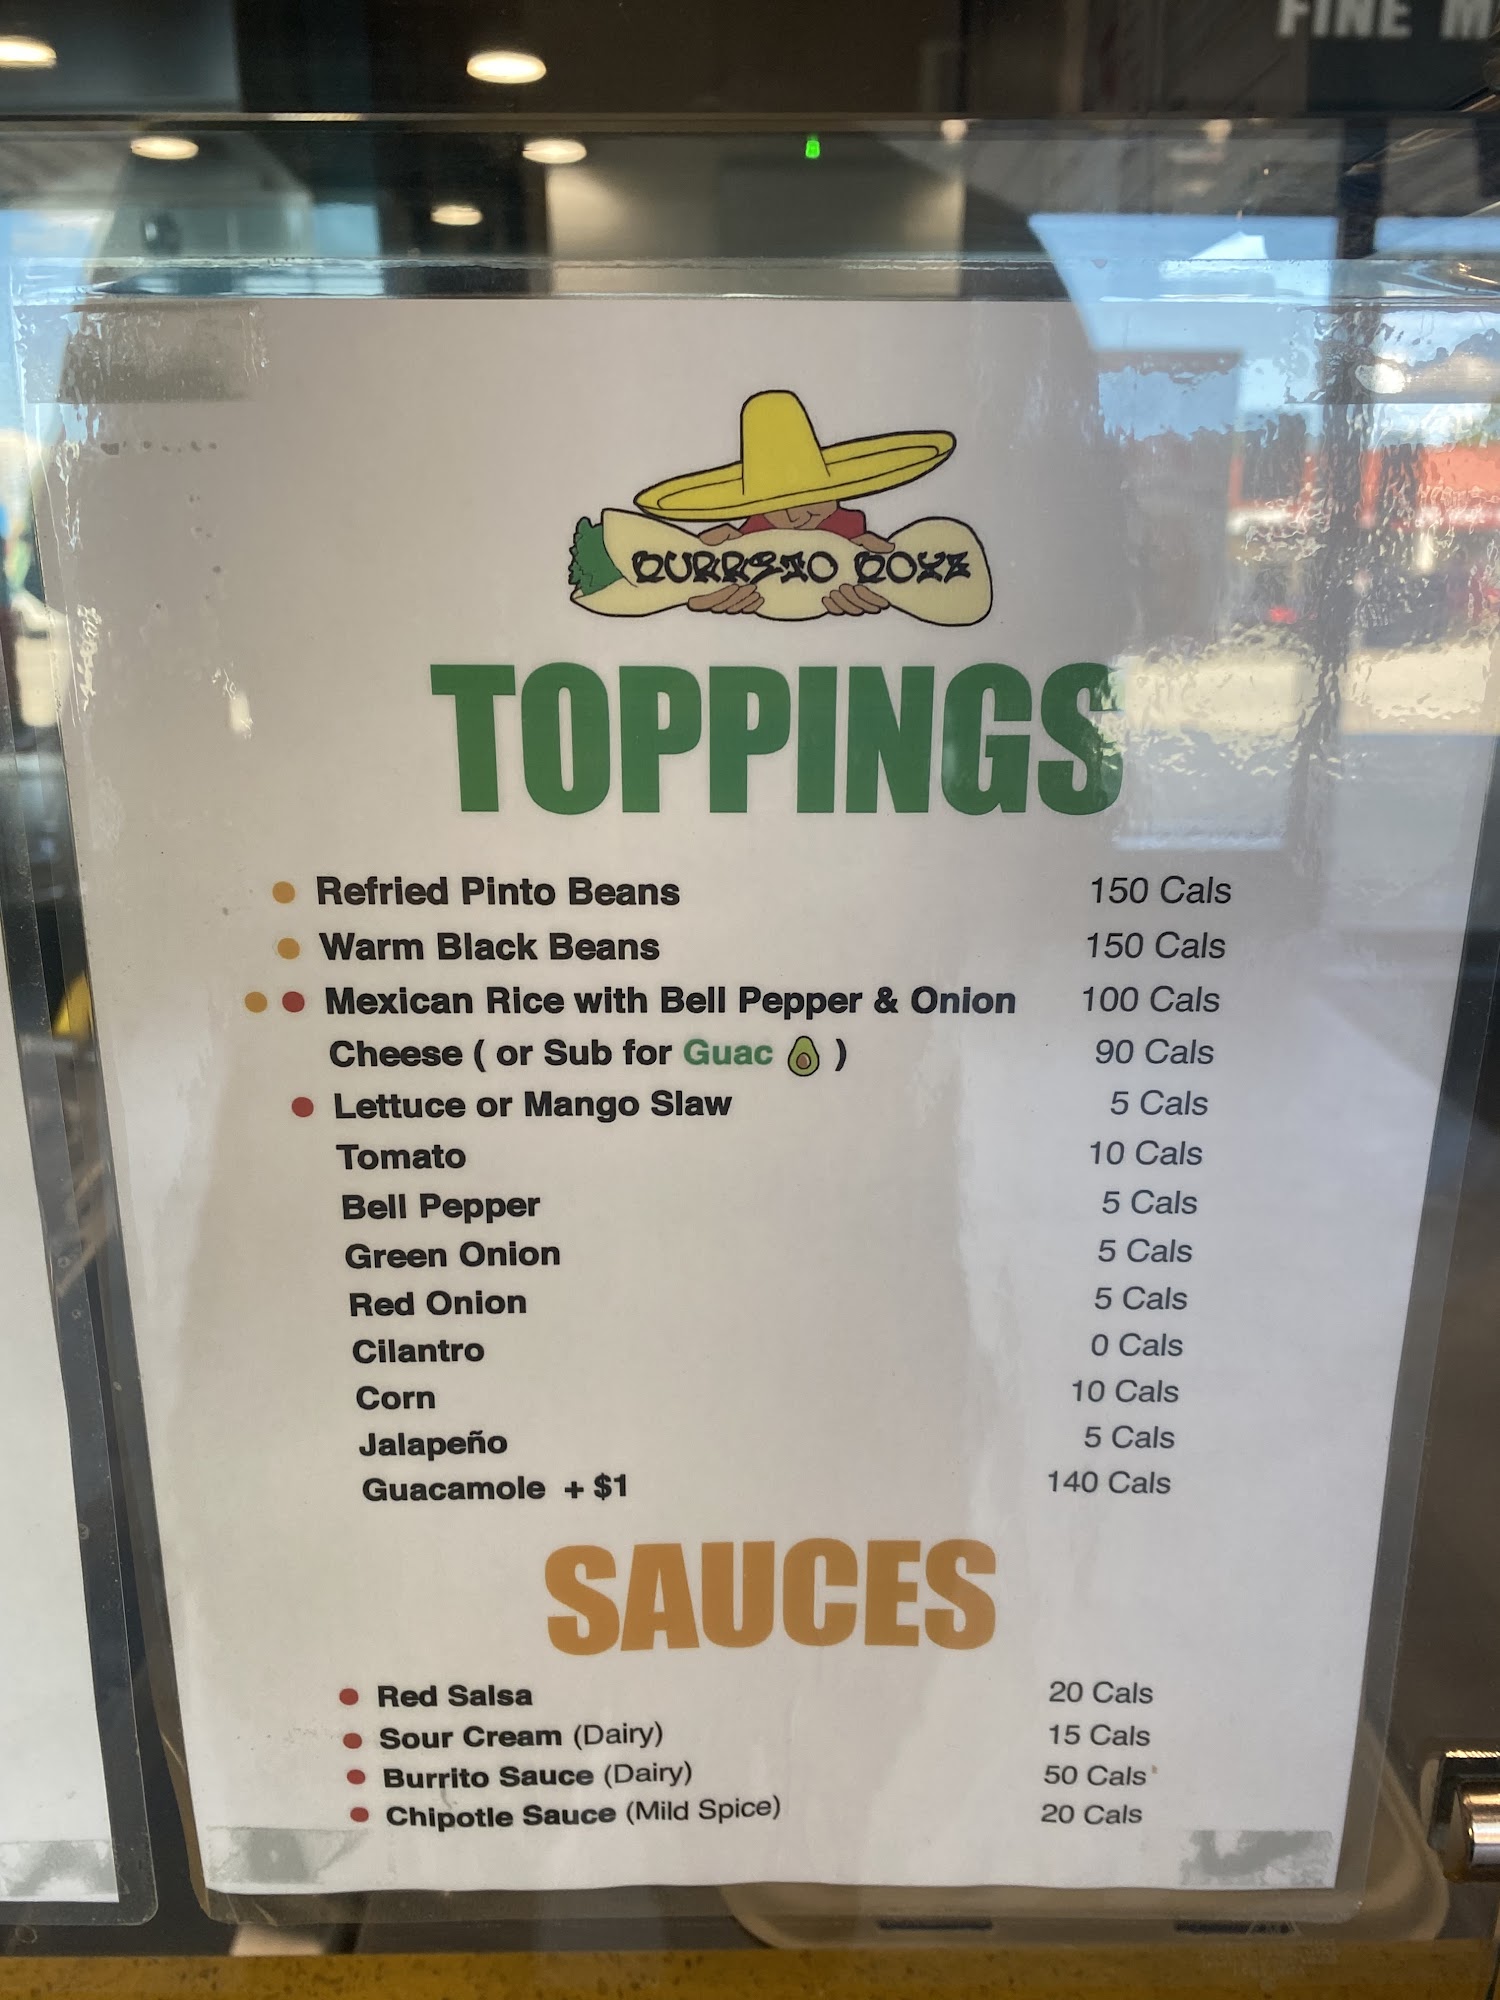 FINE M
BURRITO BOYZ
TOPPINGS
Refried Pinto Beans 150 Cals
Warm Black Beans 150 Cals
Mexican Rice with Bell Pepper & Onion 100 Cals
Cheese ( or Sub for Guac 🥑 ) 90 Cals
Lettuce or Mango Slaw 5 Cals
Tomato 10 Cals
Bell Pepper 5 Cals
Green Onion 5 Cals
Red Onion 5 Cals
Cilantro 0 Cals
Corn 10 Cals
Jalapeño 5 Cals
Guacamole + $1 140 Cals
SAUCES
Red Salsa 20 Cals
Sour Cream (Dairy) 15 Cals
Burrito Sauce (Dairy) 50 Cals
Chipotle Sauce (Mild Spice) 20 Cals